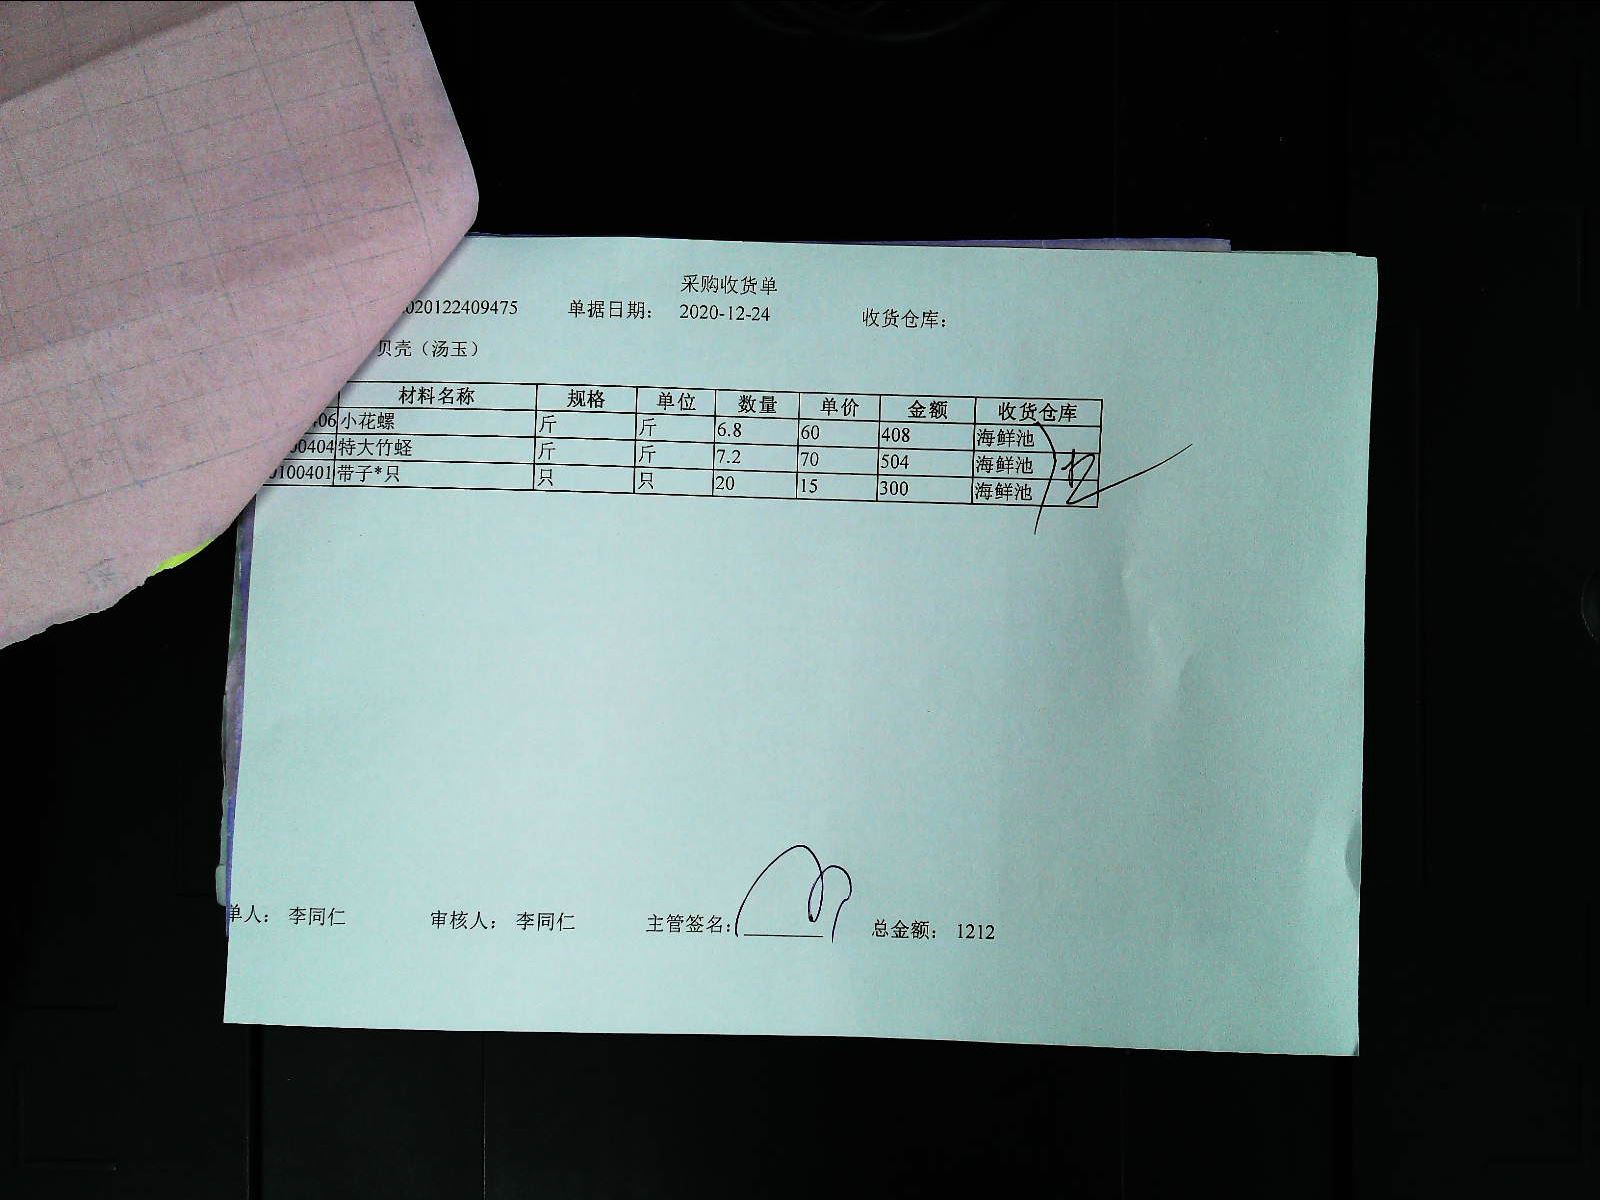 采购收货单
020122409475 单据日期： 2020-12-24 收货仓库：
贝壳（汤玉）
材料名称 规格 单位 数量 单价 金额 收货仓库
406 小花螺 斤 斤 6.8 60 408 海鲜池
00404 特大竹蛏 斤 斤 7.2 70 504 海鲜池
0100401 带子*只 只 只 20 15 300 海鲜池
单人： 李同仁 审核人： 李同仁 主管签名： 总金额： 1212